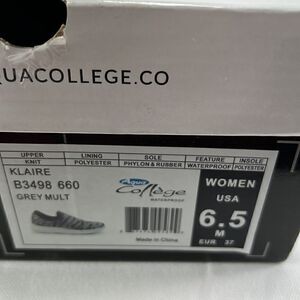 UACOLLEGE.CO
UPPER LINING SOLE FEATURE INSOLE
KNIT POLYESTER PHYLON & RUBBER WATERPROOF POLYESTER
KLAIRE
B3498 660
GREY MULT
Aqua
College
WATERPROOF
Made in China
WOMEN
USA
6.5
M
EUR 37